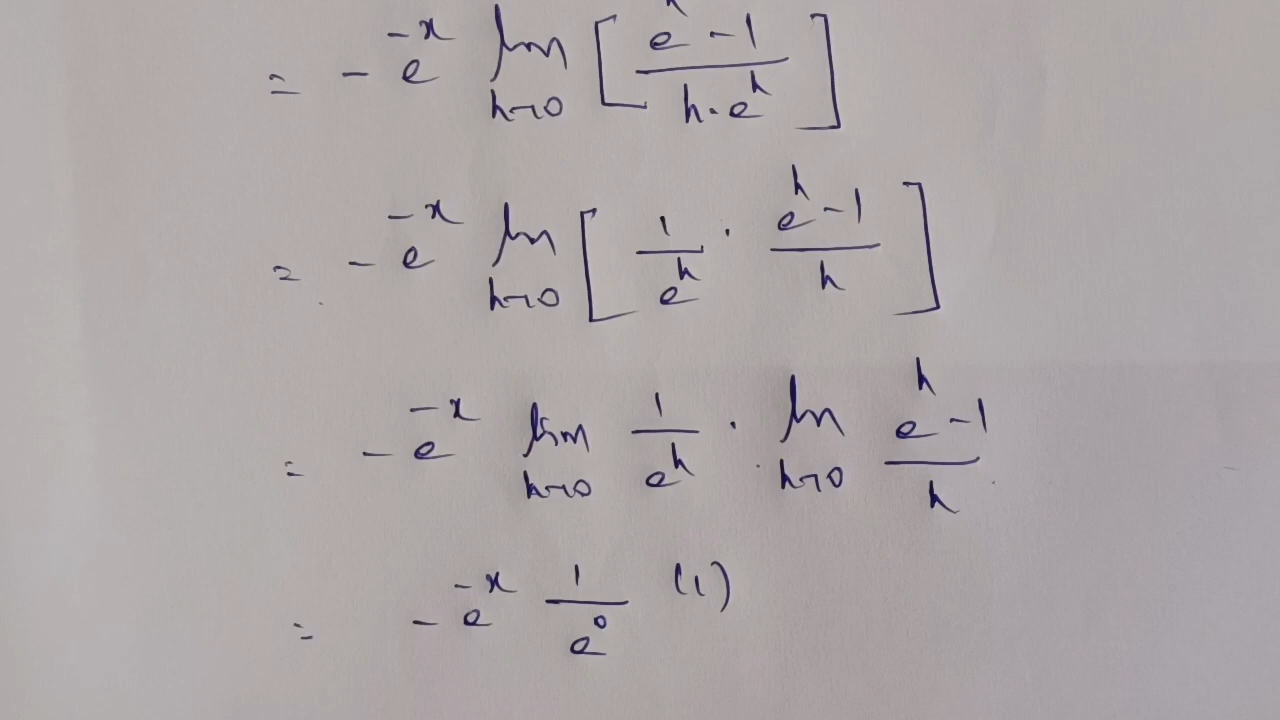 = - e^{-x} lim_{h→0} [ (e^h - 1) / (h · e^h) ]
= - e^{-x} lim_{h→0} [ 1/e^h · (e^h - 1)/h ]
= - e^{-x} lim_{h→0} 1/e^h · lim_{h→0} (e^h - 1)/h
= - e^{-x} 1/e^0 (1)